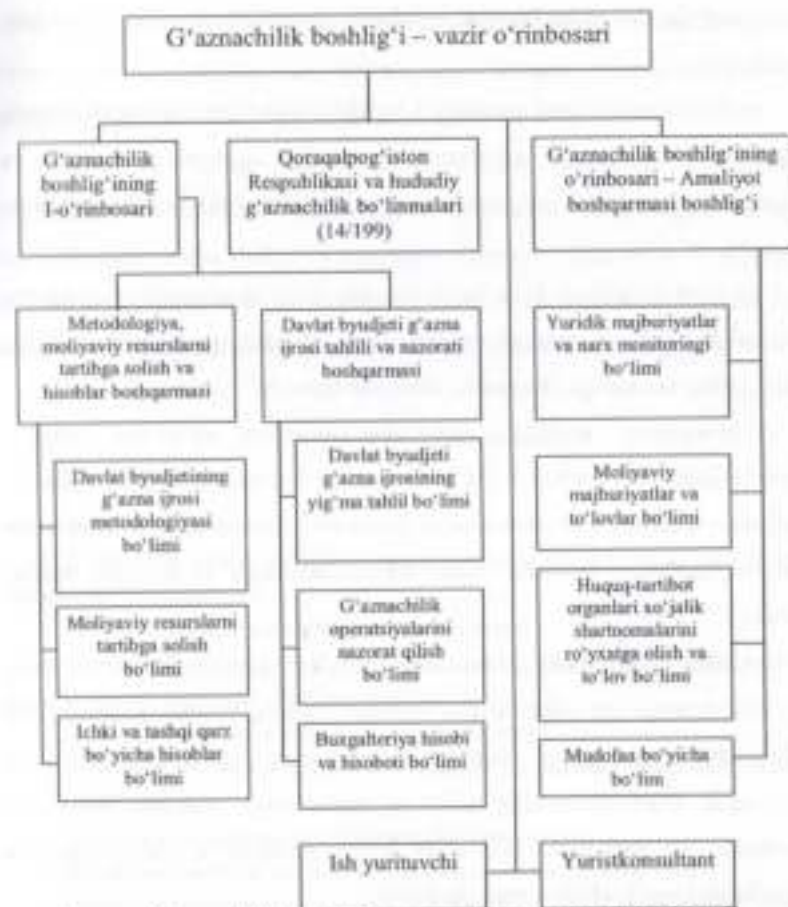 G‘aznachilik boshlig‘i – vazir o‘rinbosari
G‘aznachilik
boshlig‘ining
I-o‘rinbosari
Qoraqalpog‘iston
Respublikasi va hududiy
g‘aznachilik bo‘linmalari
(14/199)
G‘aznachilik boshlig‘ining
o‘rinbosari – Amaliyot
boshqarmasi boshlig‘i
Metodologiya,
moliyaviy resurslarni
tartibga solish va
hisoblar boshqarmasi
Davlat byudjeti g‘azna
ijrosi tahlili va nazorati
boshqarmasi
Yuridik majburiyatlar
va narx monitoringi
bo‘limi
Davlat byudjetining
g‘azna ijrosi
metodologiyasi
bo‘limi
Davlat byudjeti
g‘azna ijrosining
yig‘ma tahlil bo‘limi
Moliyaviy
majburiyatlar va
to‘lovlar bo‘limi
Moliyaviy resurslarni
tartibga solish
bo‘limi
G‘aznachilik
operatsiyalarini
nazorat qilish
bo‘limi
Huquq-tartibot
organlari xo‘jalik
shartnomalarini
ro‘yxatga olish va
to‘lov bo‘limi
Ichki va tashqi qarz
bo‘yicha hisoblar
bo‘limi
Buxgalteriya hisobi
va hisoboti bo‘limi
Mudofaa bo‘yicha
bo‘lim
Ish yurituvchi
Yuristkonsultant